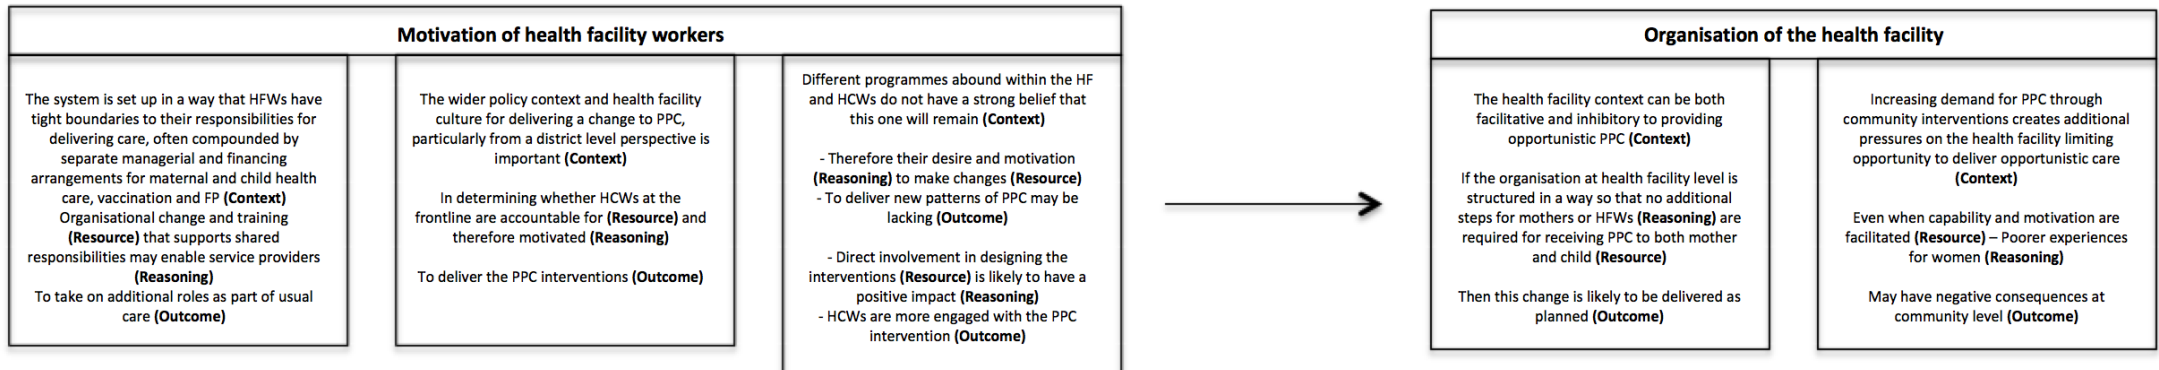 Motivation of health facility workers
The system is set up in a way that HFWs have
tight boundaries to their responsibilities for
delivering care, often compounded by
separate managerial and financing
arrangements for maternal and child health
care, vaccination and FP (Context)
Organisational change and training
(Resource) that supports shared
responsibilities may enable service providers
(Reasoning)
To take on additional roles as part of usual
care (Outcome)
The wider policy context and health facility
culture for delivering a change to PPC,
particularly from a district level perspective is
important (Context)
In determining whether HCWs at the
frontline are accountable for (Resource) and
therefore motivated (Reasoning)
To deliver the PPC interventions (Outcome)
Different programmes abound within the HF
and HCWs do not have a strong belief that
this one will remain (Context)
- Therefore their desire and motivation
(Reasoning) to make changes (Resource)
- To deliver new patterns of PPC may be
lacking (Outcome)
- Direct involvement in designing the
interventions (Resource) is likely to have a
positive impact (Reasoning)
- HCWs are more engaged with the PPC
intervention (Outcome)
Organisation of the health facility
The health facility context can be both
facilitative and inhibitory to providing
opportunistic PPC (Context)
If the organisation at health facility level is
structured in a way so that no additional
steps for mothers or HFWs (Reasoning) are
required for receiving PPC to both mother
and child (Resource)
Then this change is likely to be delivered as
planned (Outcome)
Increasing demand for PPC through
community interventions creates additional
pressures on the health facility limiting
opportunity to deliver opportunistic care
(Context)
Even when capability and motivation are
facilitated (Resource) – Poorer experiences
for women (Reasoning)
May have negative consequences at
community level (Outcome)